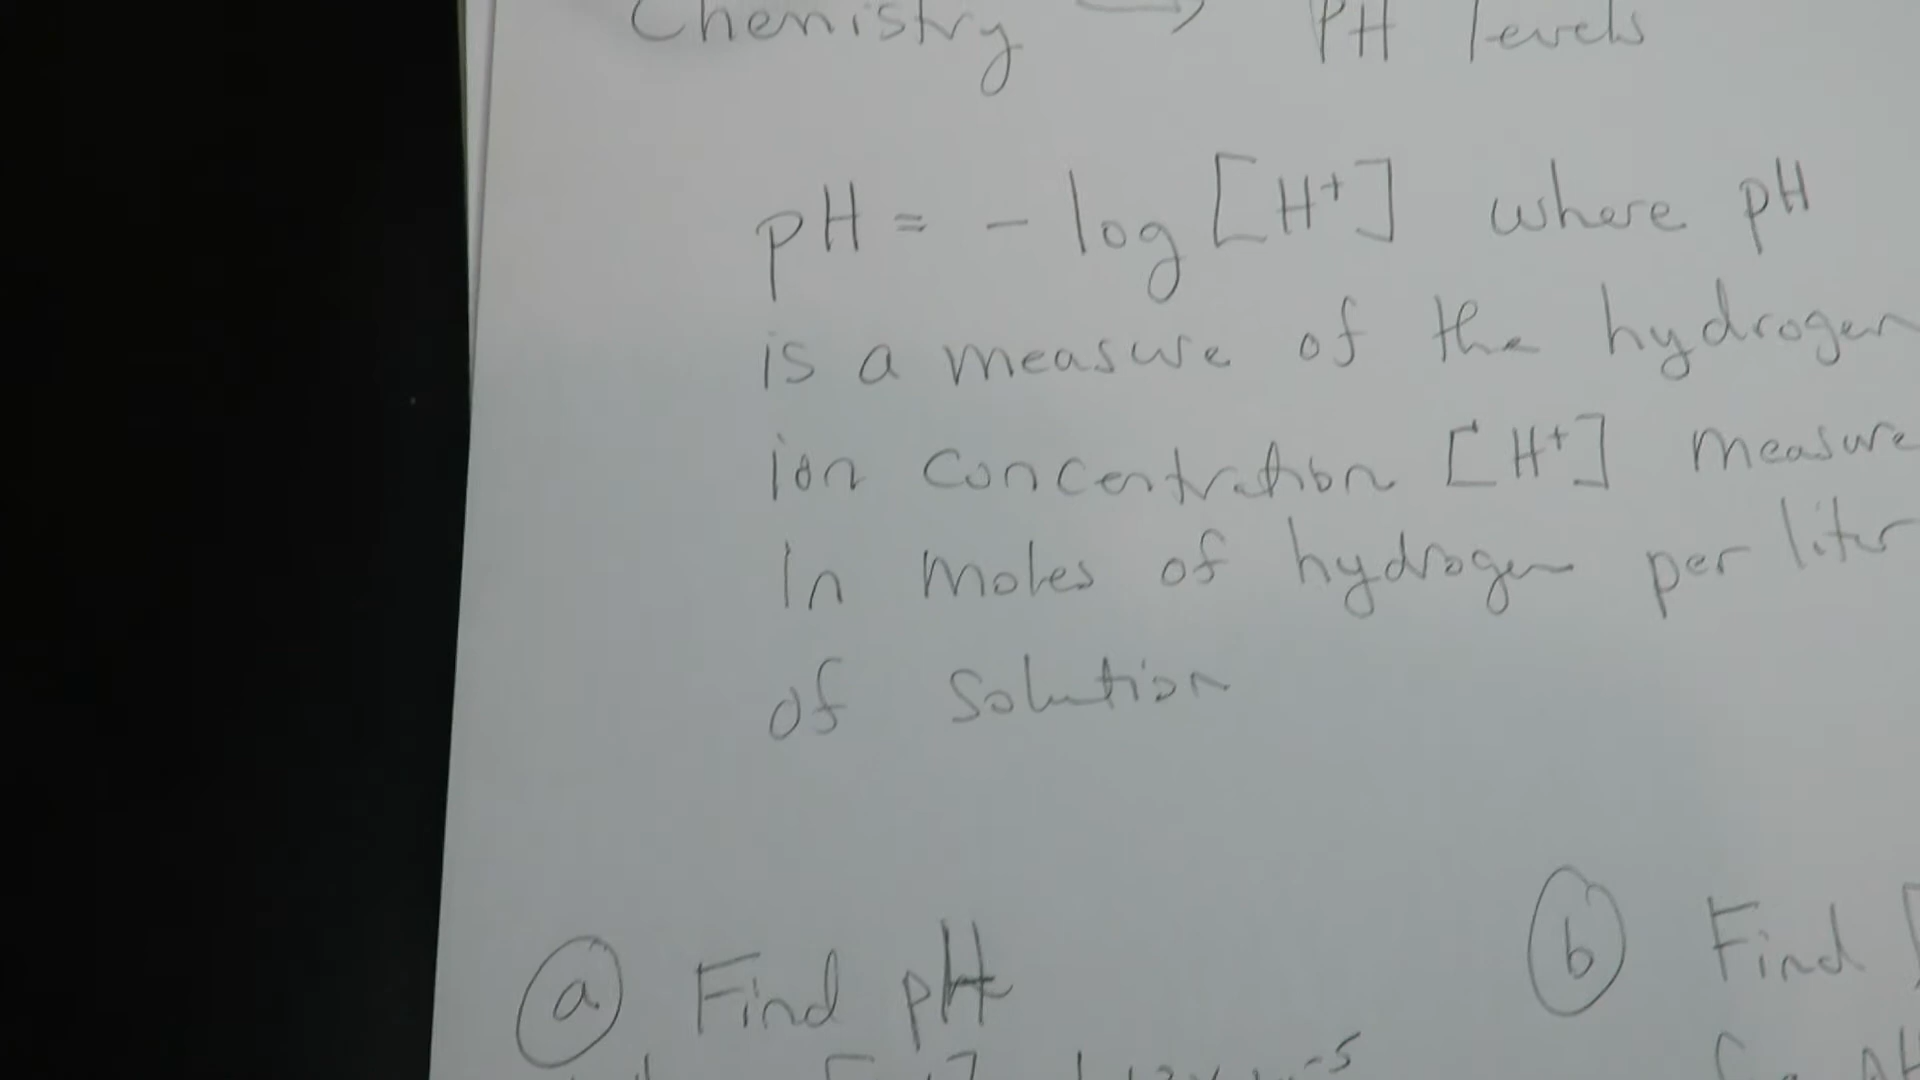 Chemistry → PH levels
pH = - log [H+] where pH
is a measure of the hydrogen
ion concentration [H+] measure
In moles of hydrogen per liter
of solution
a Find pH
b Find [